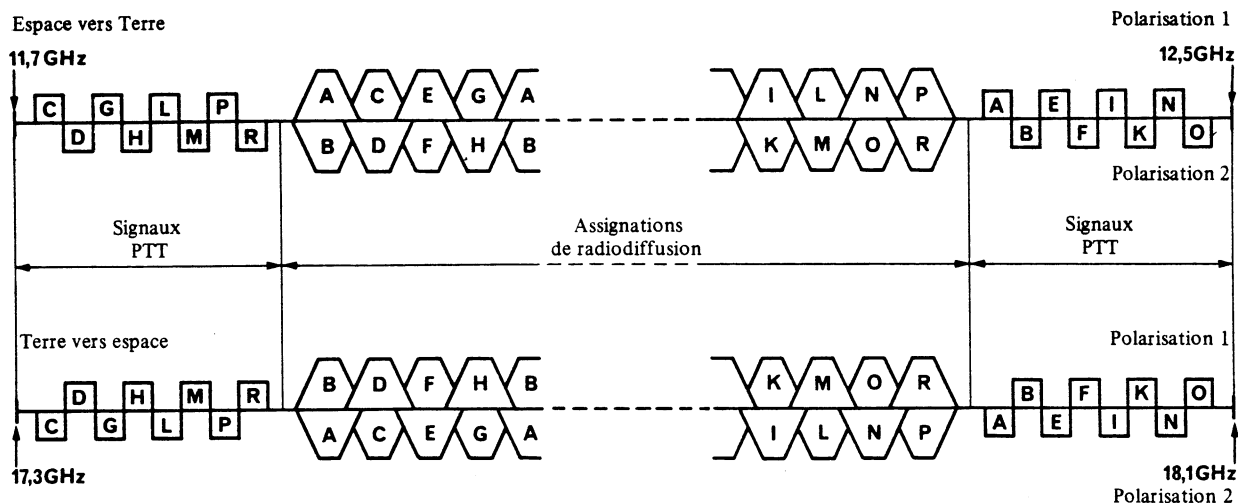 Espace vers Terre
Polarisation 1
11,7 GHz
12,5 GHz
C G L P
A C E G A
I L N P
A E I N
D H M R
B D F H B
K M O R
B F K O
Polarisation 2
Signaux
PTT
Assignations
de radiodiffusion
Signaux
PTT
Terre vers espace
Polarisation 1
D H M R
B D F H B
K M O R
B F K O
C G L P
A C E G A
I L N P
A E I N
17,3 GHz
18,1 GHz
Polarisation 2